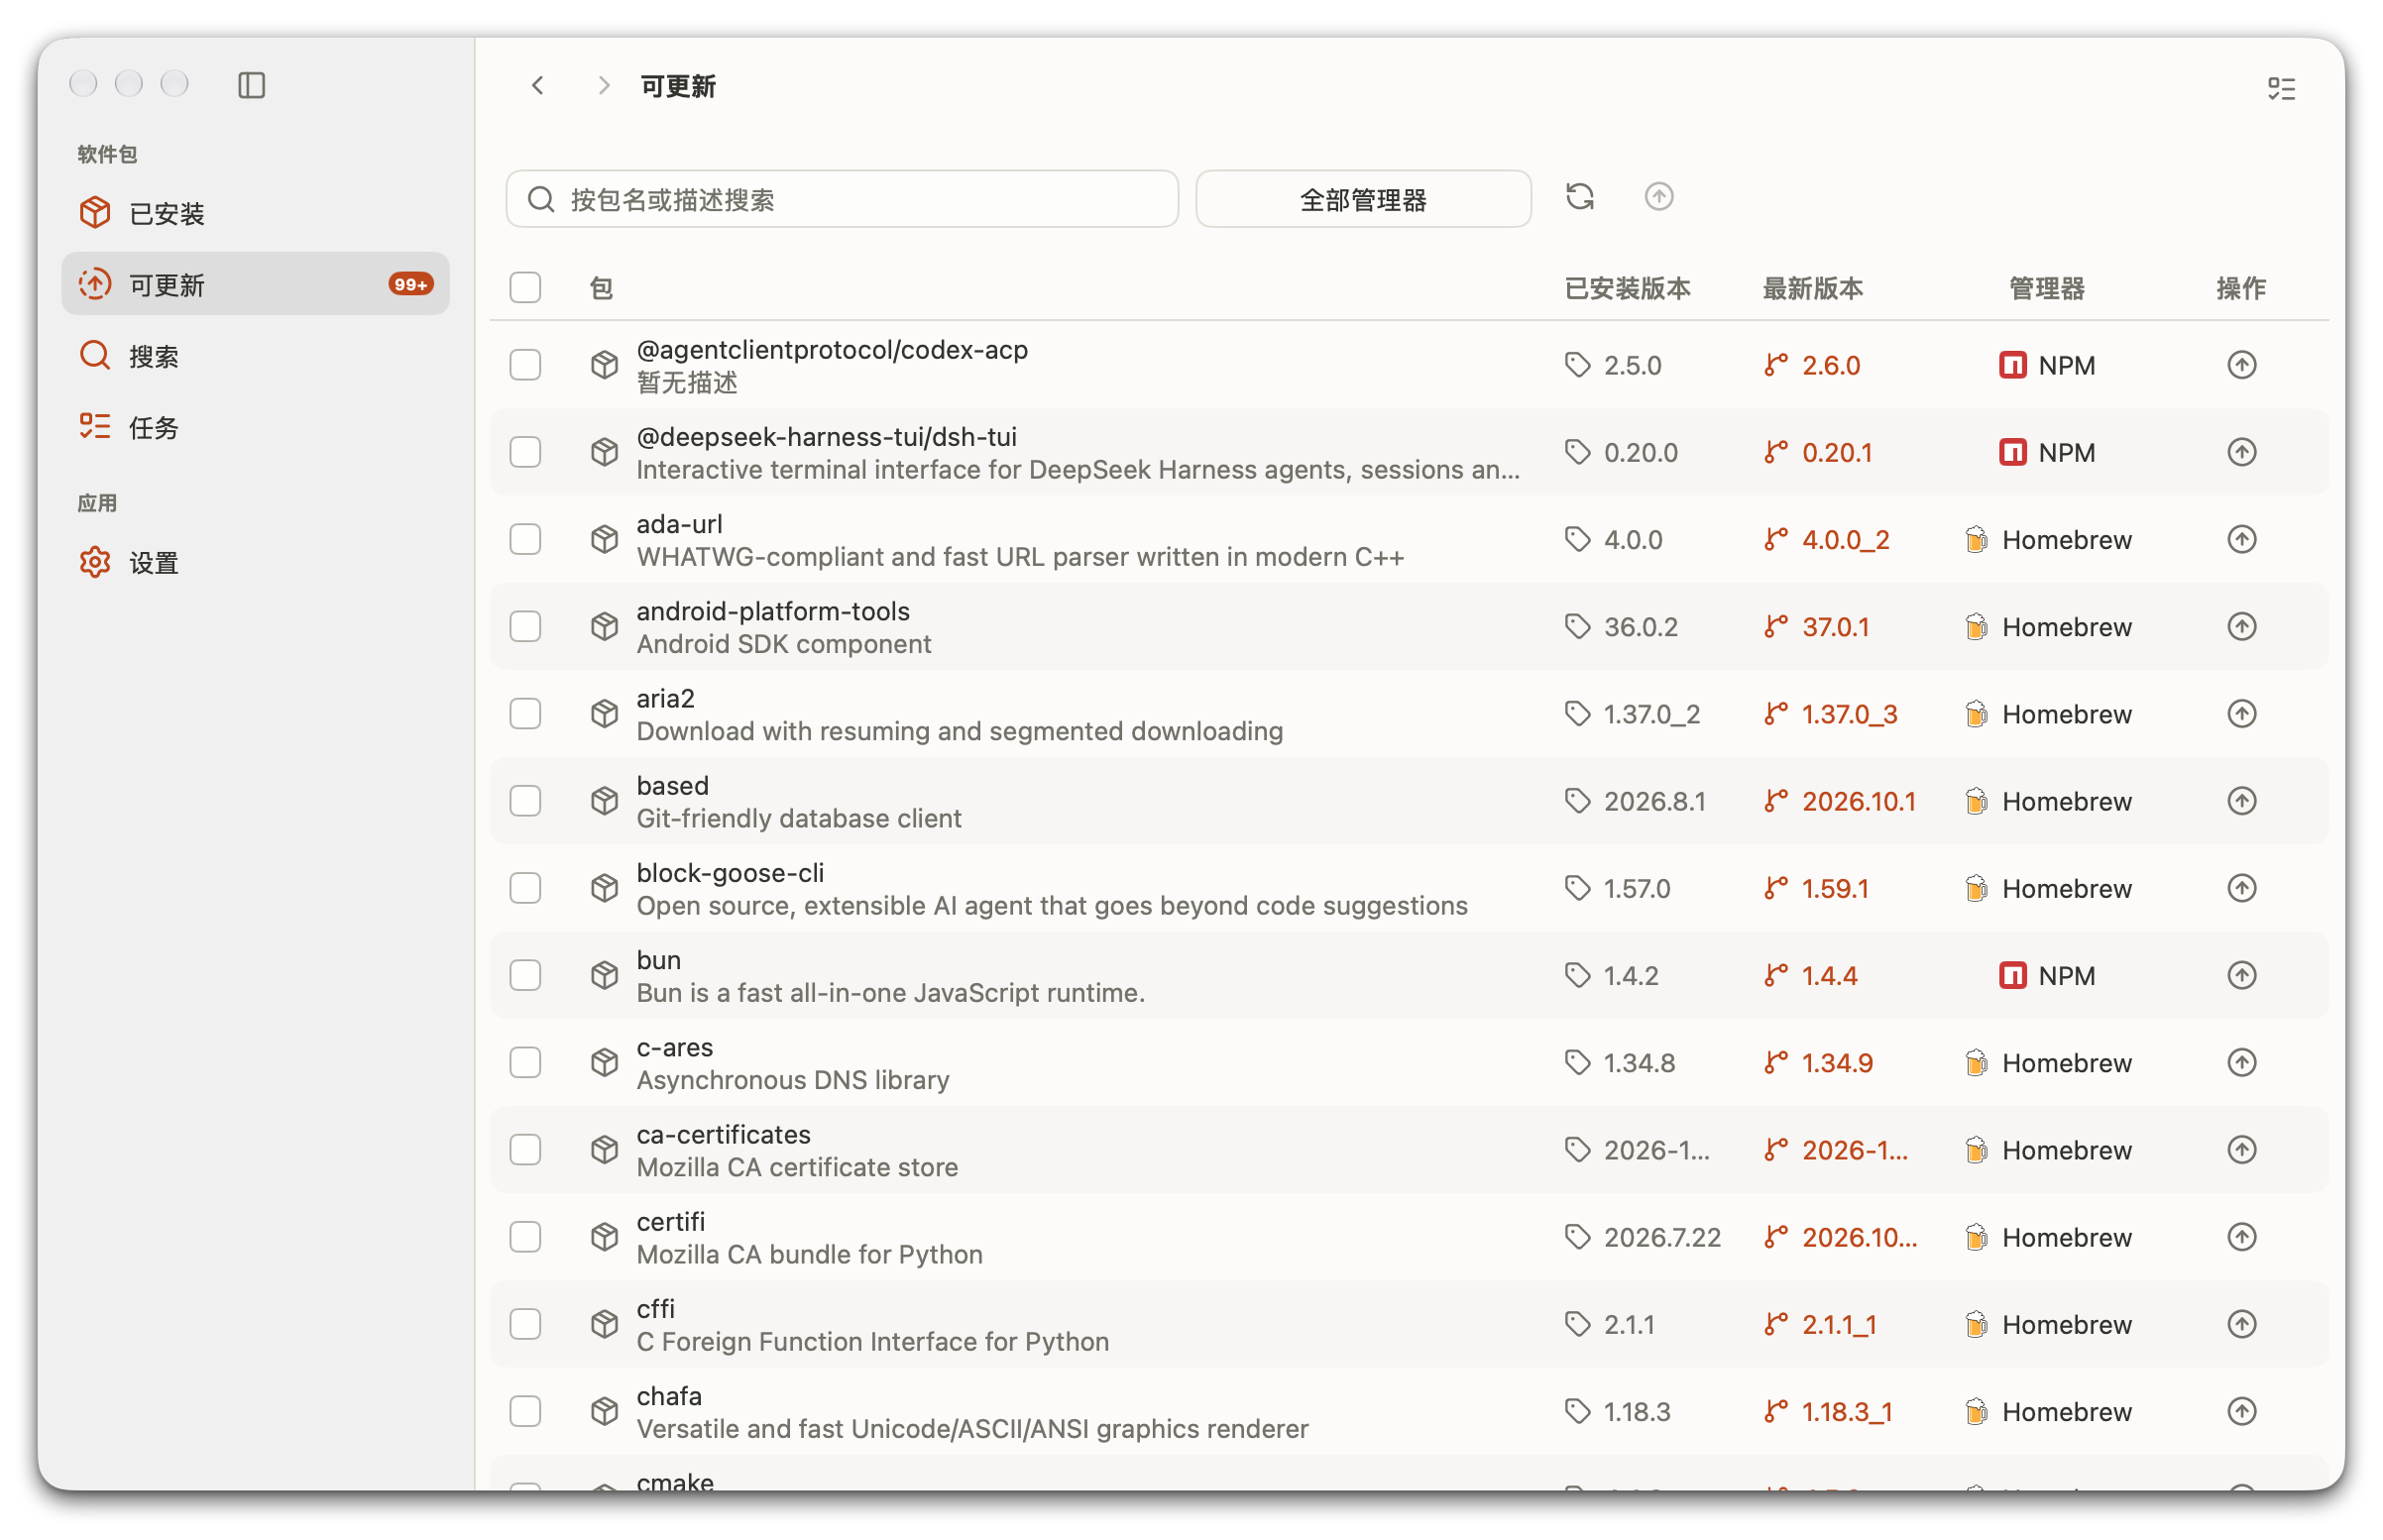 可更新
软件包
已安装
可更新 99+
搜索
任务
应用
设置
按包名或描述搜索 全部管理器
包 已安装版本 最新版本 管理器 操作
@agentclientprotocol/codex-acp
暂无描述
2.5.0 2.6.0 NPM
@deepseek-harness-tui/dsh-tui
Interactive terminal interface for DeepSeek Harness agents, sessions an...
0.20.0 0.20.1 NPM
ada-url
WHATWG-compliant and fast URL parser written in modern C++
4.0.0 4.0.0_2 Homebrew
android-platform-tools
Android SDK component
36.0.2 37.0.1 Homebrew
aria2
Download with resuming and segmented downloading
1.37.0_2 1.37.0_3 Homebrew
based
Git-friendly database client
2026.8.1 2026.10.1 Homebrew
block-goose-cli
Open source, extensible AI agent that goes beyond code suggestions
1.57.0 1.59.1 Homebrew
bun
Bun is a fast all-in-one JavaScript runtime.
1.4.2 1.4.4 NPM
c-ares
Asynchronous DNS library
1.34.8 1.34.9 Homebrew
ca-certificates
Mozilla CA certificate store
2026-1... 2026-1... Homebrew
certifi
Mozilla CA bundle for Python
2026.7.22 2026.10... Homebrew
cffi
C Foreign Function Interface for Python
2.1.1 2.1.1_1 Homebrew
chafa
Versatile and fast Unicode/ASCII/ANSI graphics renderer
1.18.3 1.18.3_1 Homebrew
cmake